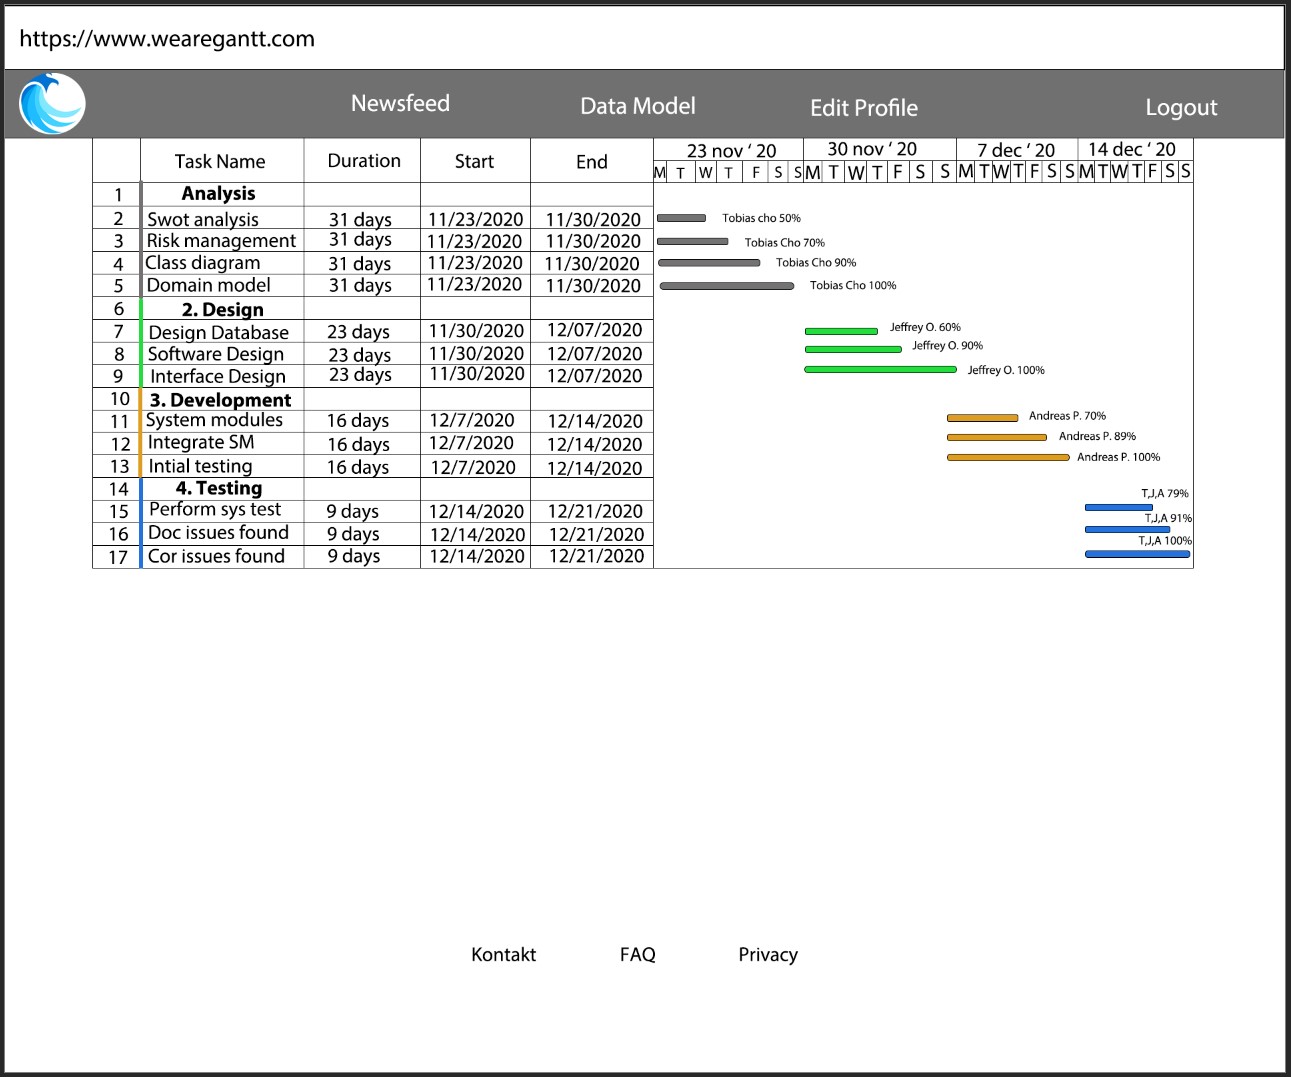 https://www.wearegantt.com
Newsfeed Data Model Edit Profile Logout
Task Name Duration Start End 23 nov ‘ 20 30 nov ‘ 20 7 dec ‘ 20 14 dec ‘ 20
M T W T F S S M T W T F S S M T W T F S S M T W T F S S
1 Analysis
2 Swot analysis 31 days 11/23/2020 11/30/2020 Tobias cho 50%
3 Risk management 31 days 11/23/2020 11/30/2020 Tobias Cho 70%
4 Class diagram 31 days 11/23/2020 11/30/2020 Tobias Cho 90%
5 Domain model 31 days 11/23/2020 11/30/2020 Tobias Cho 100%
6 2. Design
7 Design Database 23 days 11/30/2020 12/07/2020 Jeffrey O. 60%
8 Software Design 23 days 11/30/2020 12/07/2020 Jeffrey O. 90%
9 Interface Design 23 days 11/30/2020 12/07/2020 Jeffrey O. 100%
10 3. Development
11 System modules 16 days 12/7/2020 12/14/2020 Andreas P. 70%
12 Integrate SM 16 days 12/7/2020 12/14/2020 Andreas P. 89%
13 Intial testing 16 days 12/7/2020 12/14/2020 Andreas P. 100%
14 4. Testing T,J,A 79%
15 Perform sys test 9 days 12/14/2020 12/21/2020 T,J,A 91%
16 Doc issues found 9 days 12/14/2020 12/21/2020 T,J,A 100%
17 Cor issues found 9 days 12/14/2020 12/21/2020
Kontakt FAQ Privacy